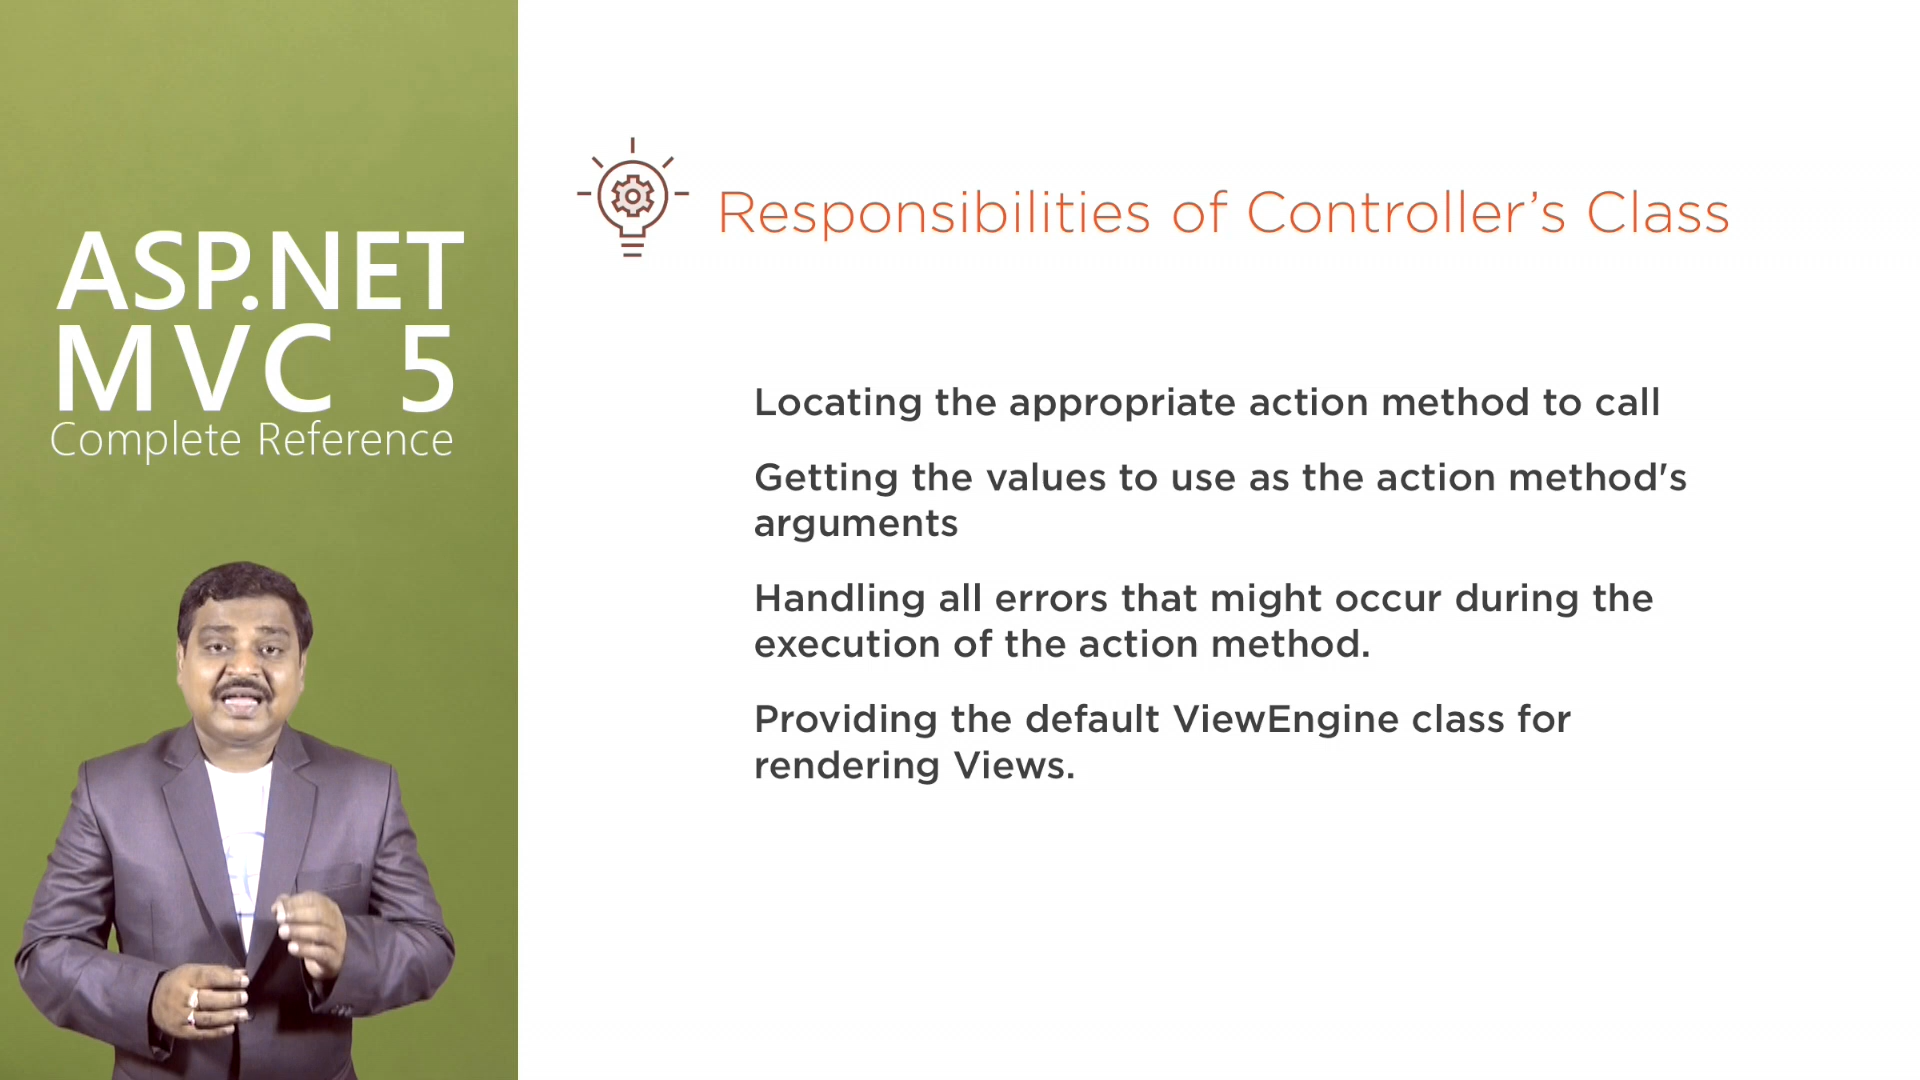 ASP.NET
MVC 5
Complete Reference
Responsibilities of Controller’s Class
Locating the appropriate action method to call
Getting the values to use as the action method's
arguments
Handling all errors that might occur during the
execution of the action method.
Providing the default ViewEngine class for
rendering Views.